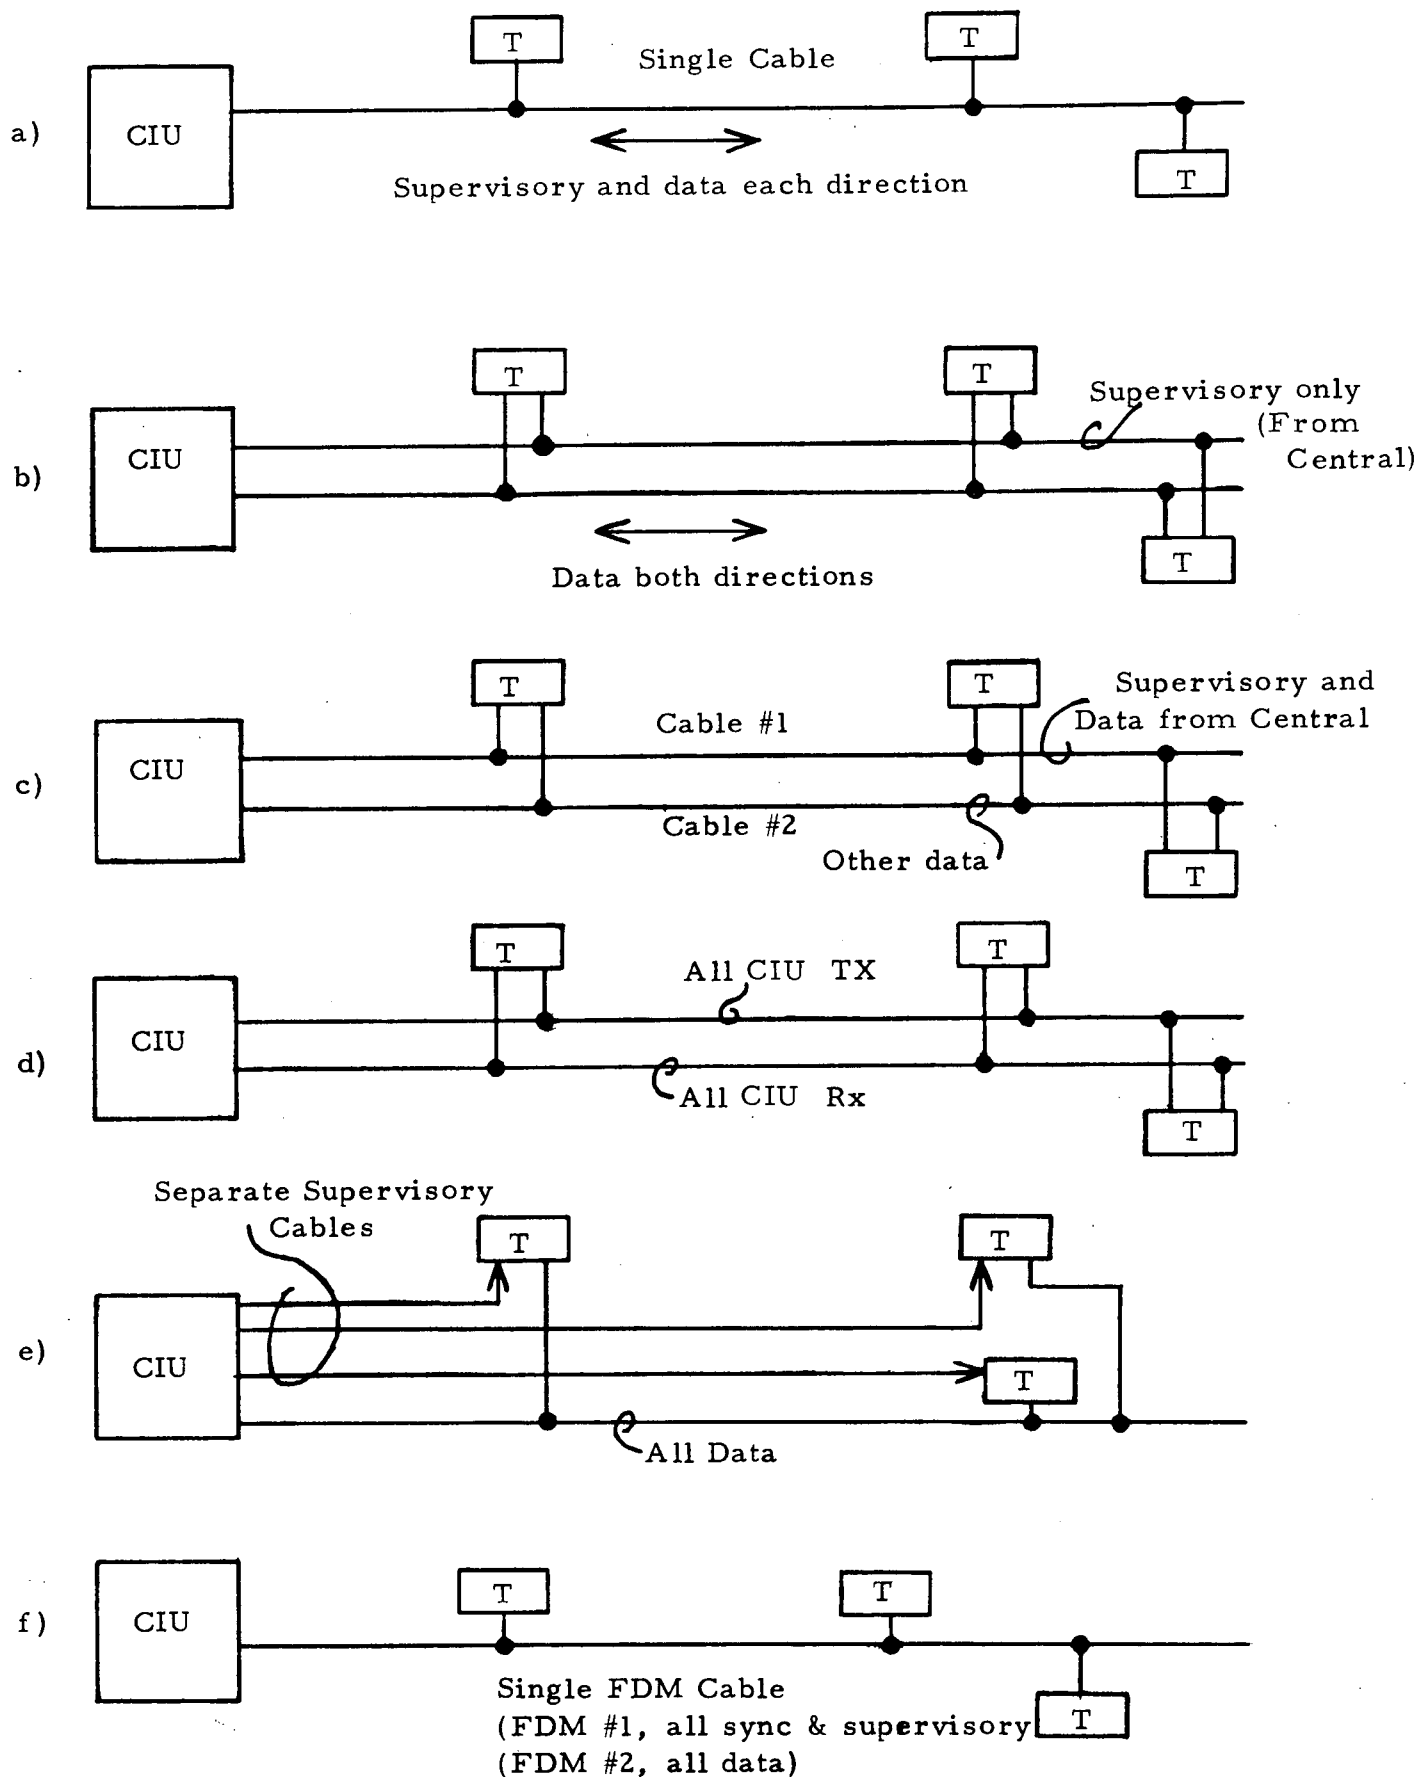 T
T
Single Cable
a)
CIU
T
Supervisory and data each direction
T
T
Supervisory only
(From
Central)
CIU
b)
T
Data both directions
T
T
Supervisory and
Data from Central
Cable #1
CIU
c)
Cable #2
Other data
T
T
T
All CIU TX
CIU
d)
All CIU Rx
T
Separate Supervisory
Cables
T
T
e)
CIU
T
All Data
T
T
f)
CIU
Single FDM Cable
(FDM #1, all sync & supervisory
T
(FDM #2, all data)